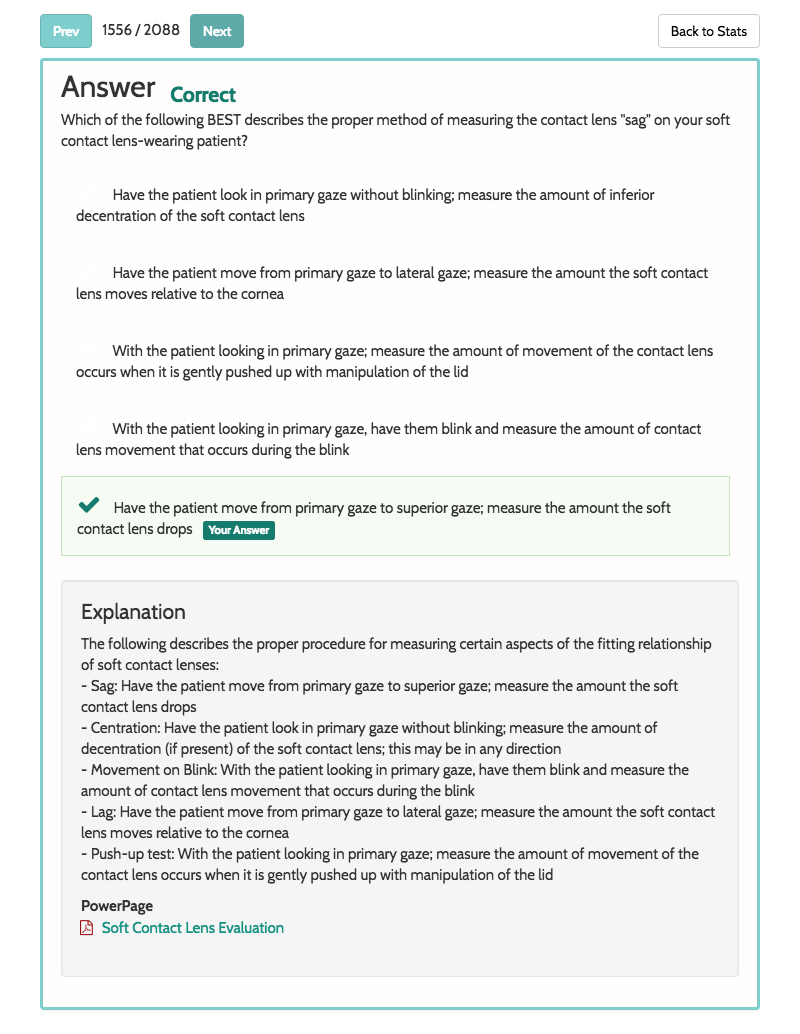 Prev 1556 / 2088 Next Back to Stats
Answer Correct
Which of the following BEST describes the proper method of measuring the contact lens "sag" on your soft
contact lens-wearing patient?
Have the patient look in primary gaze without blinking; measure the amount of inferior
decentration of the soft contact lens
Have the patient move from primary gaze to lateral gaze; measure the amount the soft contact
lens moves relative to the cornea
With the patient looking in primary gaze; measure the amount of movement of the contact lens
occurs when it is gently pushed up with manipulation of the lid
With the patient looking in primary gaze, have them blink and measure the amount of contact
lens movement that occurs during the blink
Have the patient move from primary gaze to superior gaze; measure the amount the soft
contact lens drops Your Answer
Explanation
The following describes the proper procedure for measuring certain aspects of the fitting relationship
of soft contact lenses:
- Sag: Have the patient move from primary gaze to superior gaze; measure the amount the soft
contact lens drops
- Centration: Have the patient look in primary gaze without blinking; measure the amount of
decentration (if present) of the soft contact lens; this may be in any direction
- Movement on Blink: With the patient looking in primary gaze, have them blink and measure the
amount of contact lens movement that occurs during the blink
- Lag: Have the patient move from primary gaze to lateral gaze; measure the amount the soft contact
lens moves relative to the cornea
- Push-up test: With the patient looking in primary gaze; measure the amount of movement of the
contact lens occurs when it is gently pushed up with manipulation of the lid
PowerPage
Soft Contact Lens Evaluation